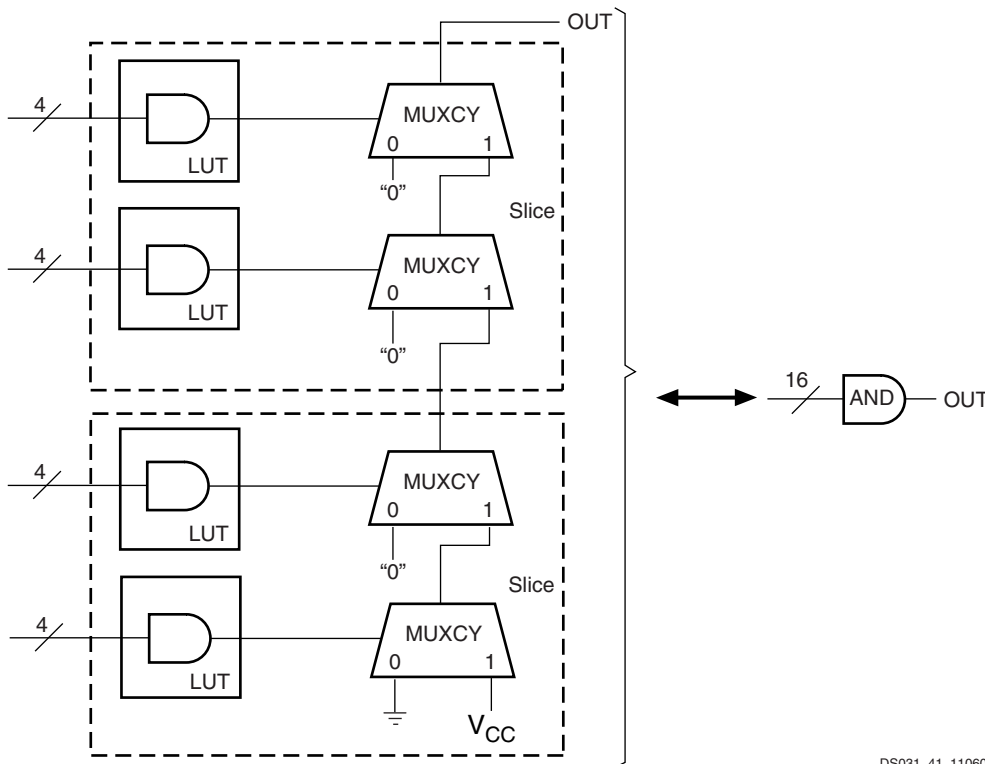 OUT
4
LUT
MUXCY
0 1
“0”
Slice
4
LUT
MUXCY
0 1
“0”
16
AND
OUT
4
LUT
MUXCY
0 1
“0”
Slice
4
LUT
MUXCY
0 1
VCC